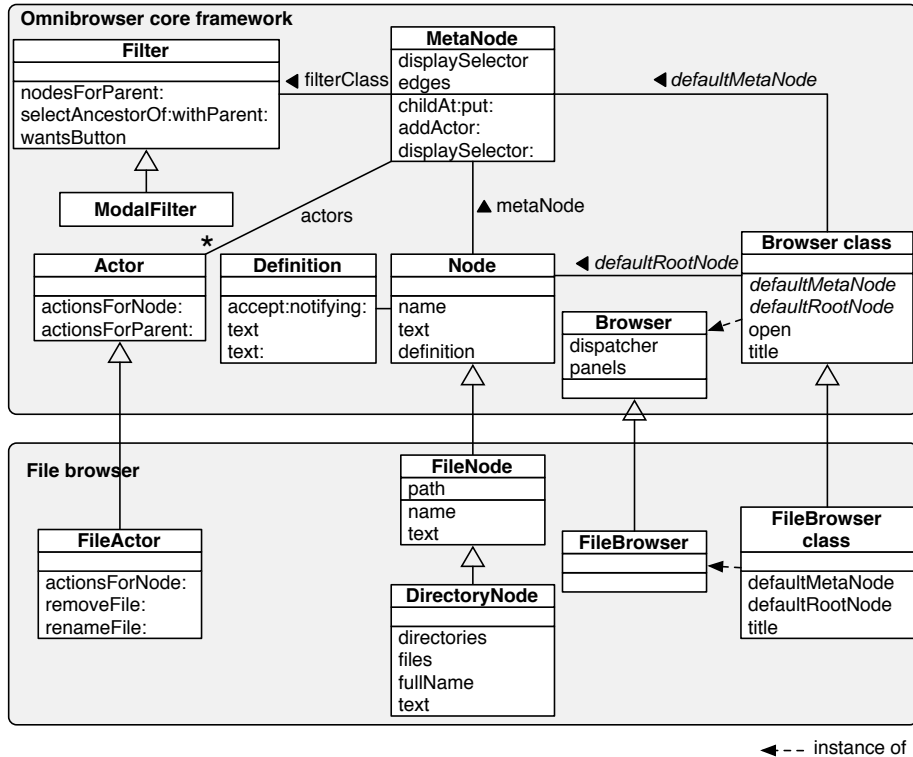 Omnibrowser core framework
Filter
nodesForParent:
selectAncestorOf:withParent:
wantsButton
◀ filterClass
MetaNode
displaySelector
edges
childAt:put:
addActor:
displaySelector:
◀ defaultMetaNode
ModalFilter
actors
*
▲ metaNode
Actor
actionsForNode:
actionsForParent:
Definition
accept:notifying:
text
text:
Node
name
text
definition
◀ defaultRootNode
Browser
dispatcher
panels
Browser class
defaultMetaNode
defaultRootNode
open
title
File browser
FileActor
actionsForNode:
removeFile:
renameFile:
FileNode
path
name
text
DirectoryNode
directories
files
fullName
text
FileBrowser
FileBrowser
class
defaultMetaNode
defaultRootNode
title
instance of